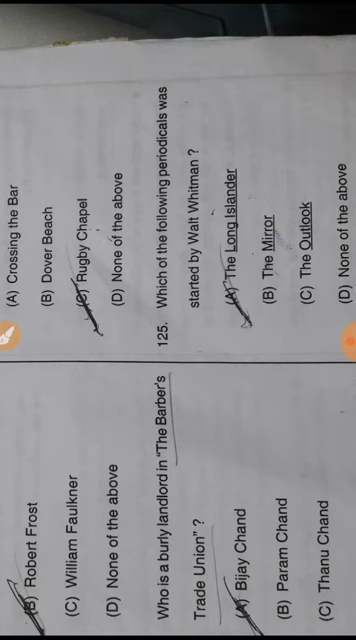 (B) Robert Frost
(C) William Faulkner
(D) None of the above
Who is a burly landlord in "The Barber's
Trade Union" ?
(A) Bijay Chand
(B) Param Chand
(C) Thanu Chand
(A) Crossing the Bar
(B) Dover Beach
(C) Rugby Chapel
(D) None of the above
125. Which of the following periodicals was
started by Walt Whitman ?
(A) The Long Islander
(B) The Mirror
(C) The Outlook
(D) None of the above